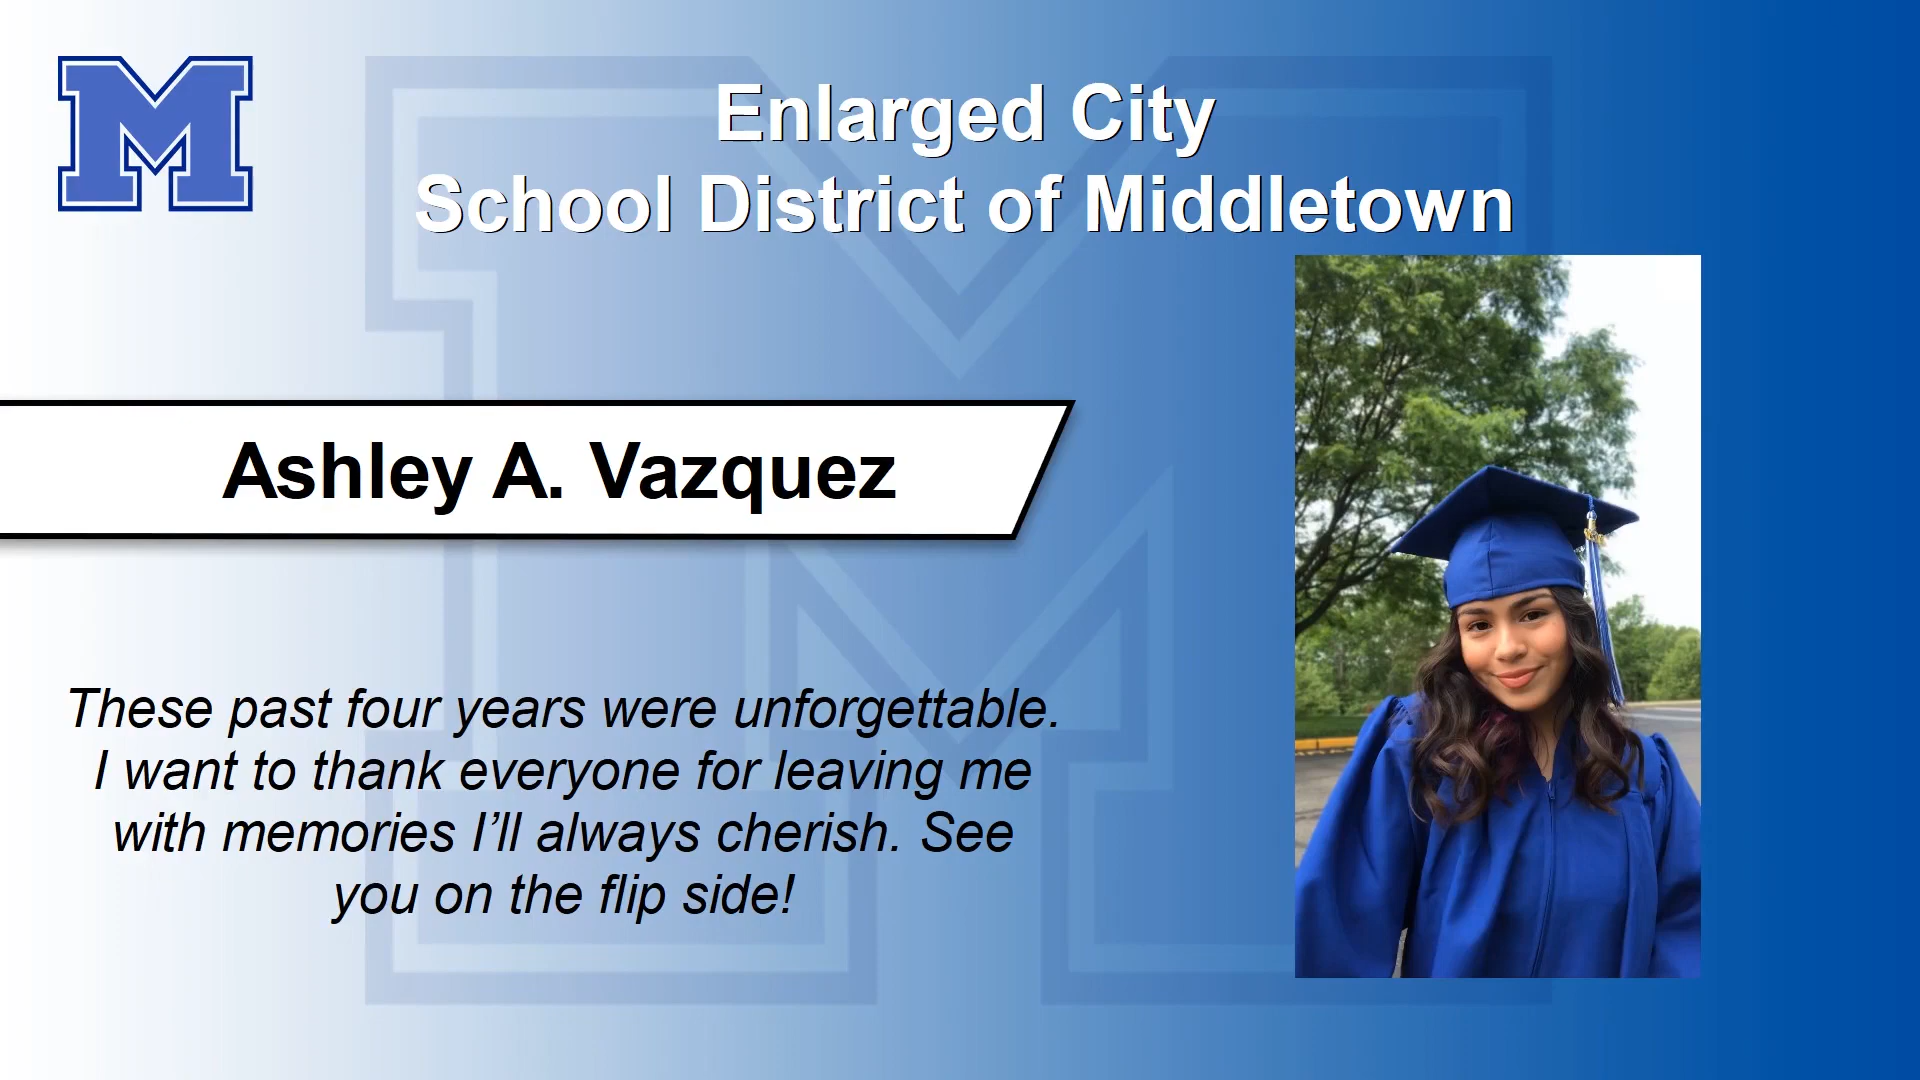 M
Enlarged City
School District of Middletown
Ashley A. Vazquez
These past four years were unforgettable.
I want to thank everyone for leaving me
with memories I’ll always cherish. See
you on the flip side!